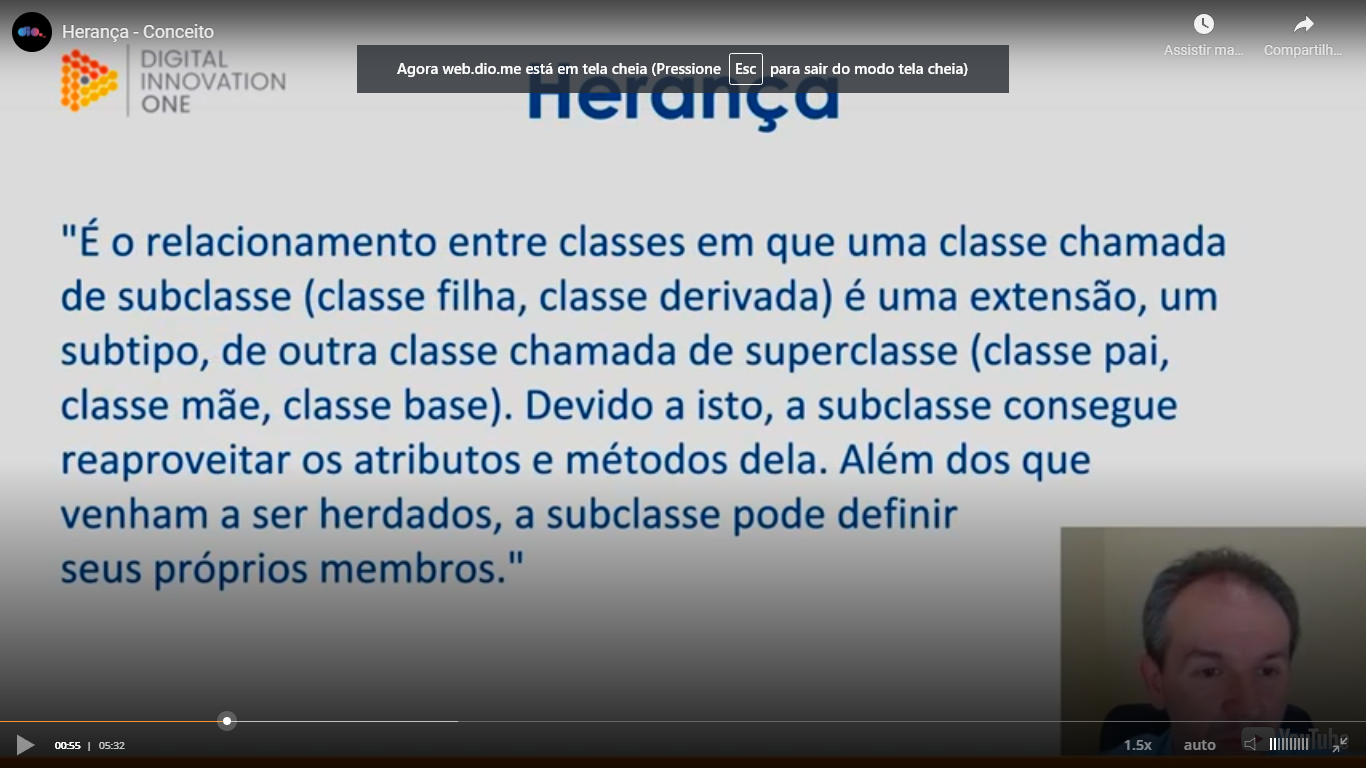 Herança - Conceito
Assistir ma...
Compartilh...
DIGITAL
INNOVATION
ONE
Agora web.dio.me está em tela cheia (Pressione Esc para sair do modo tela cheia)
Herança
"É o relacionamento entre classes em que uma classe chamada
de subclasse (classe filha, classe derivada) é uma extensão, um
subtipo, de outra classe chamada de superclasse (classe pai,
classe mãe, classe base). Devido a isto, a subclasse consegue
reaproveitar os atributos e métodos dela. Além dos que
venham a ser herdados, a subclasse pode definir
seus próprios membros."
00:55 | 05:32
1.5x
auto
YouTube